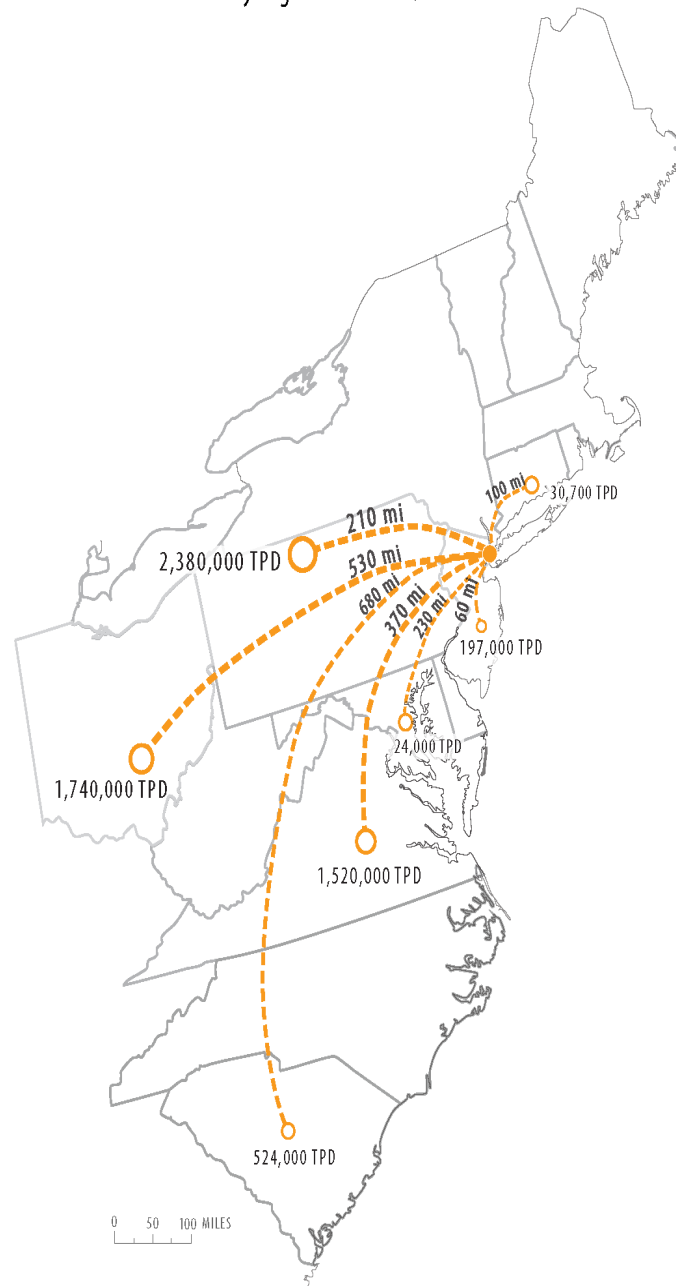 100 mi
30,700 TPD
210 mi
2,380,000 TPD
530 mi
680 mi
370 mi
230 mi
60 mi
197,000 TPD
24,000 TPD
1,740,000 TPD
1,520,000 TPD
524,000 TPD
0 50 100 MILES